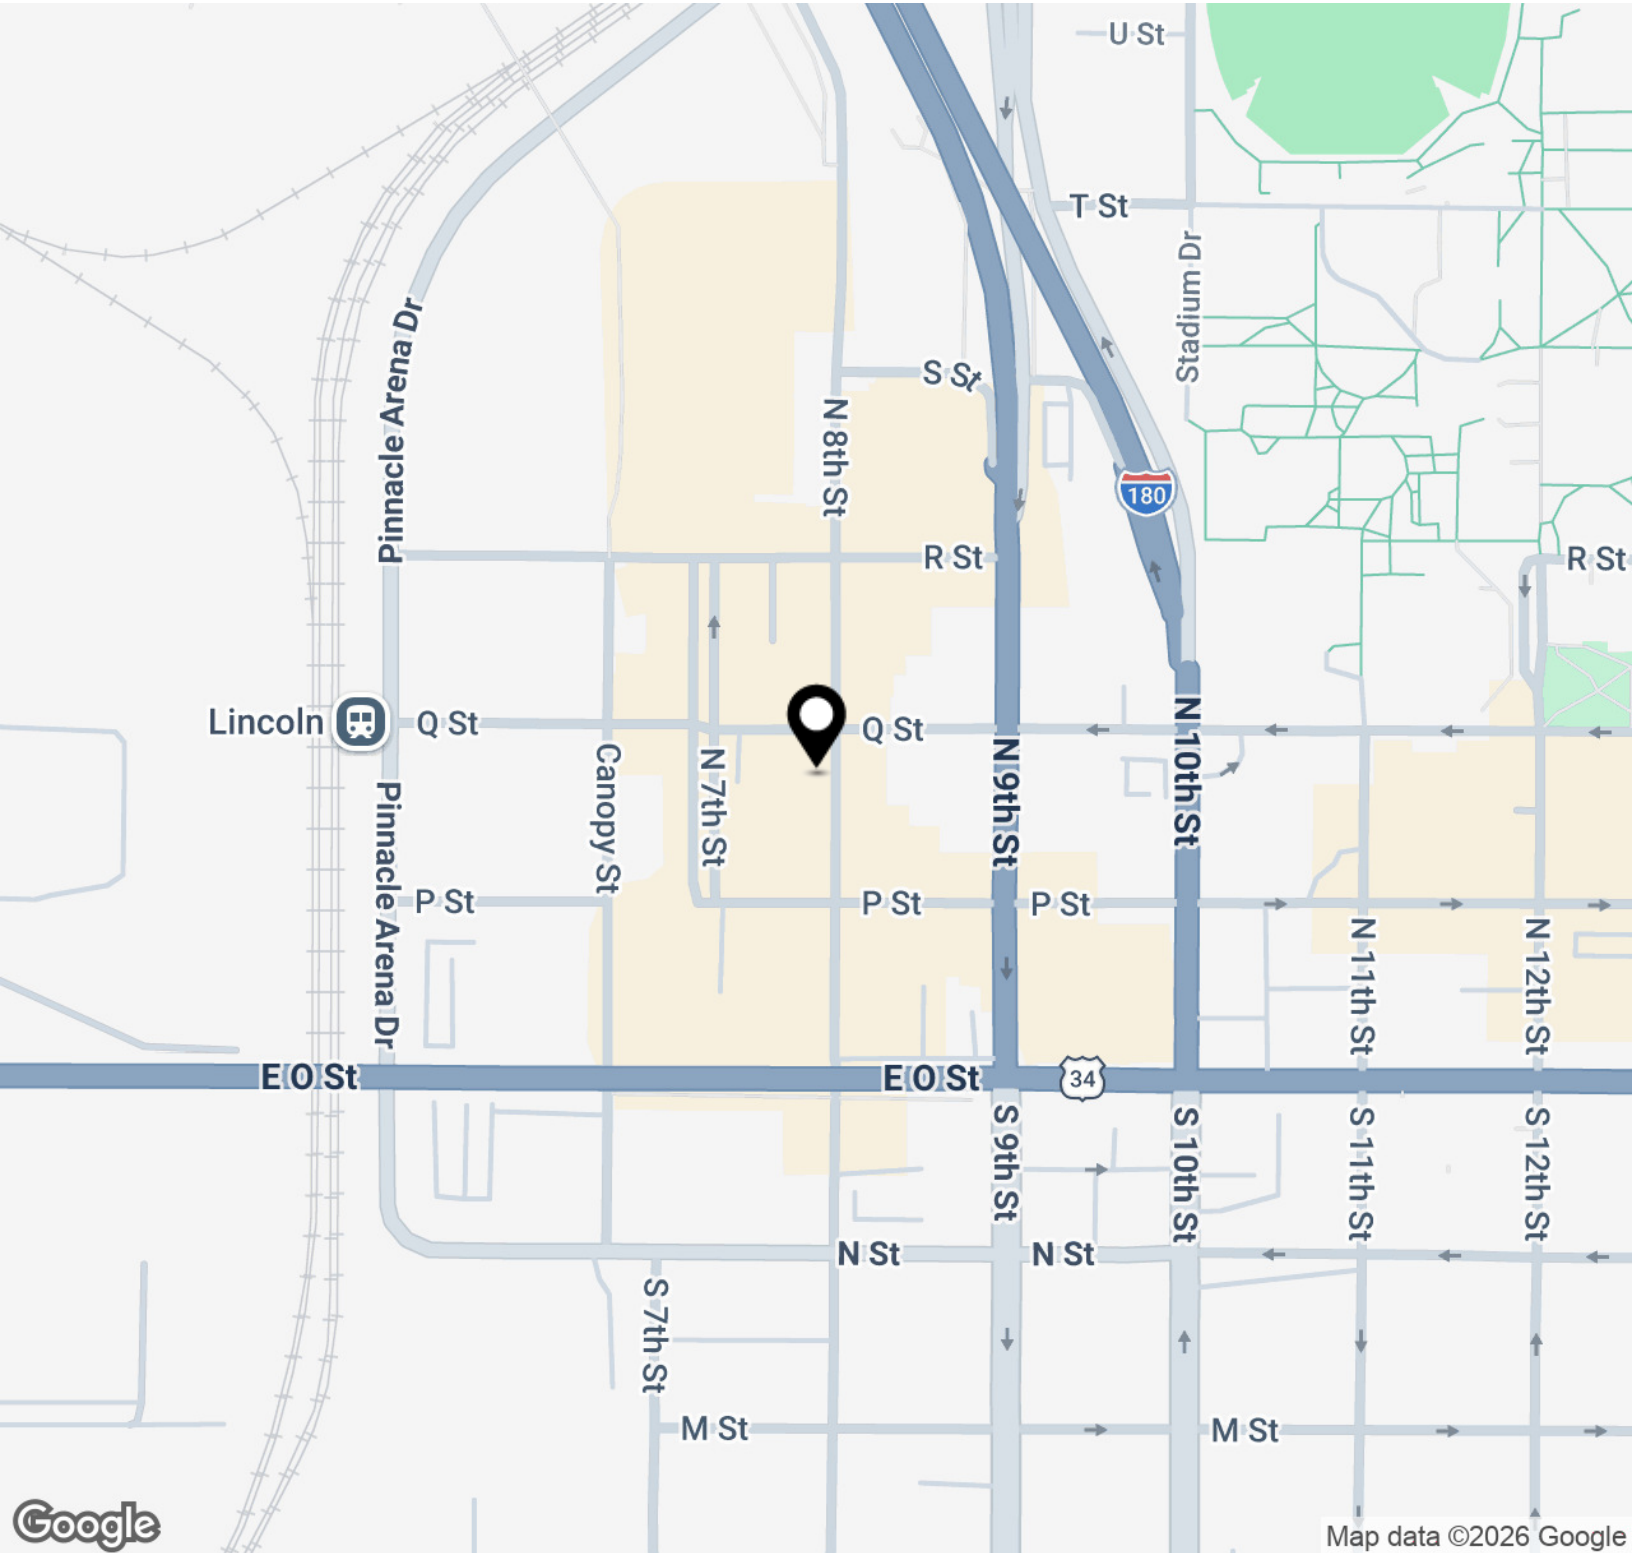 U St
T St
Stadium Dr
Pinnacle Arena Dr
S St
N 8th St
180
R St
R St
Lincoln
Q St
Q St
N 10th St
Canopy St
N 7th St
N 9th St
Pinnacle Arena Dr
P St
P St
P St
N 11th St
N 12th St
E O St
E O St
34
S 9th St
S 10th St
S 11th St
S 12th St
N St
N St
S 7th St
M St
M St
Google
Map data ©2026 Google